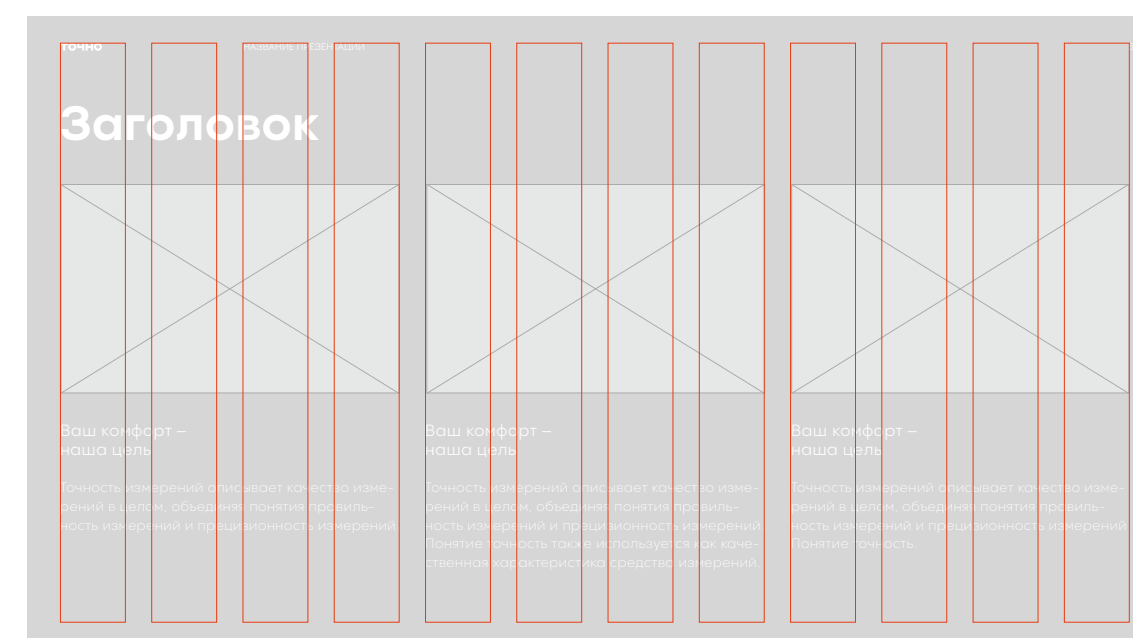 точно
НАЗВАНИЕ ПРЕЗЕНТАЦИИ
Заголовок
Ваш комфорт –
наша цель
Точность измерений описывает качество изме-
рений в целом, объединяя понятия правиль-
ность измерений и прецизионность измерений.
Ваш комфорт –
наша цель
Точность измерений описывает качество изме-
рений в целом, объединяя понятия правиль-
ность измерений и прецизионность измерений.
Понятие точность также используется как каче-
ственная характеристика средства измерений.
Ваш комфорт –
наша цель
Точность измерений описывает качество изме-
рений в целом, объединяя понятия правиль-
ность измерений и прецизионность измерений.
Понятие точность.